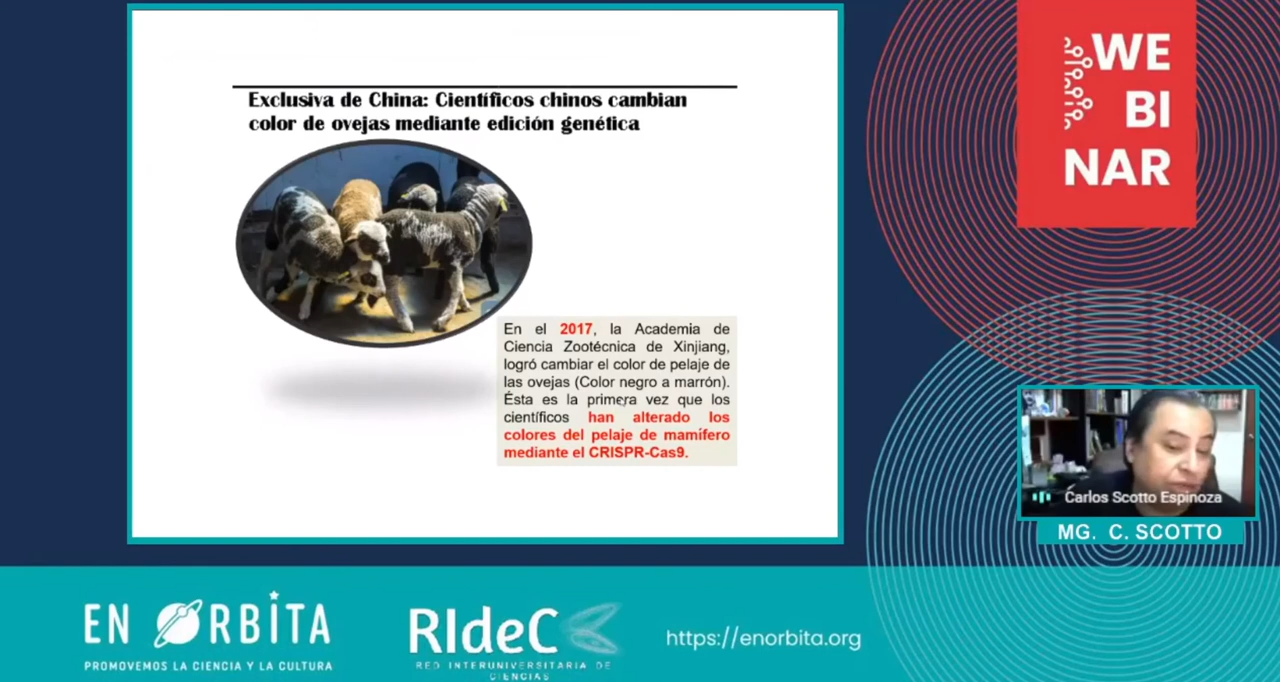 Exclusiva de China: Científicos chinos cambian
color de ovejas mediante edición genética
En el 2017, la Academia de
Ciencia Zootécnica de Xinjiang,
logró cambiar el color de pelaje de
las ovejas (Color negro a marrón).
Ésta es la primera vez que los
científicos han alterado los
colores del pelaje de mamífero
mediante el CRISPR-Cas9.
WE
BI
NAR
Carlos Scotto Espinoza
MG. C. SCOTTO
EN ORBITA
PROMOVEMOS LA CIENCIA Y LA CULTURA
RIdeC
RED INTERUNIVERSITARIA DE
CIENCIAS
https://enorbita.org